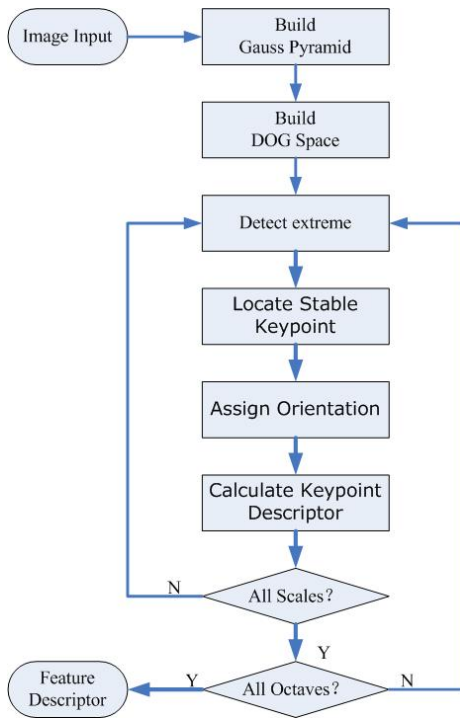 Image Input
Build
Gauss Pyramid
Build
DOG Space
Detect extreme
Locate Stable
Keypoint
Assign Orientation
Calculate Keypoint
Descriptor
All Scales?
N
Y
All Octaves?
Y
N
Feature
Descriptor